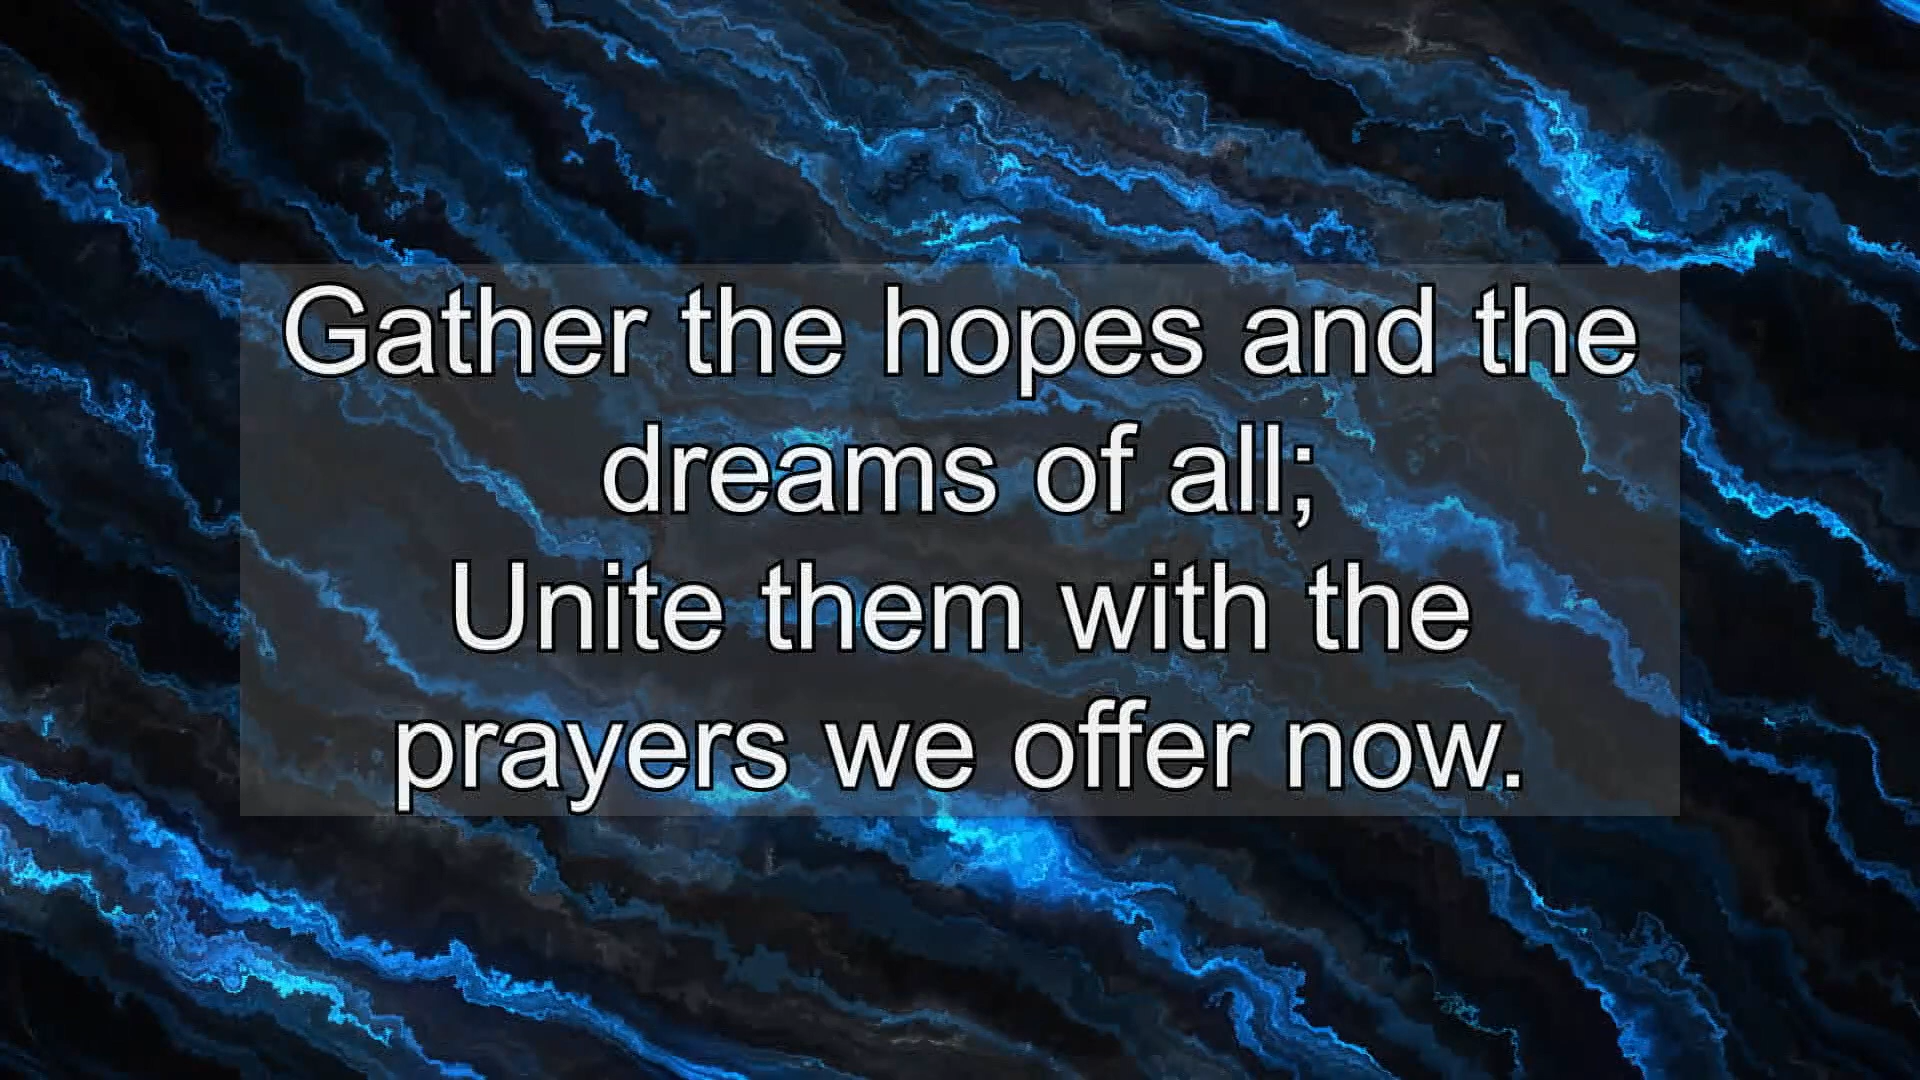 Gather the hopes and the
dreams of all;
Unite them with the
prayers we offer now.